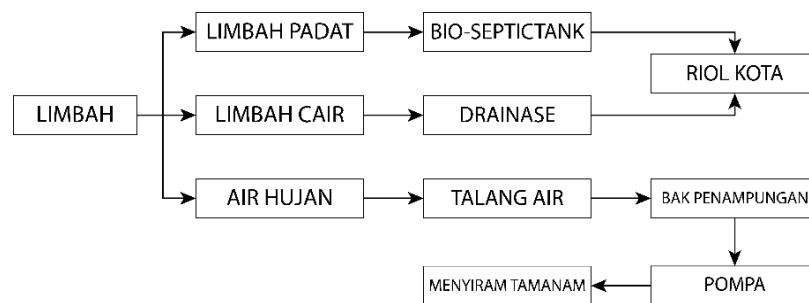 LIMBAH PADAT
BIO-SEPTICTANK
RIOL KOTA
LIMBAH
LIMBAH CAIR
DRAINASE
AIR HUJAN
TALANG AIR
BAK PENAMPUNGAN
MENYIRAM TAMANAM
POMPA